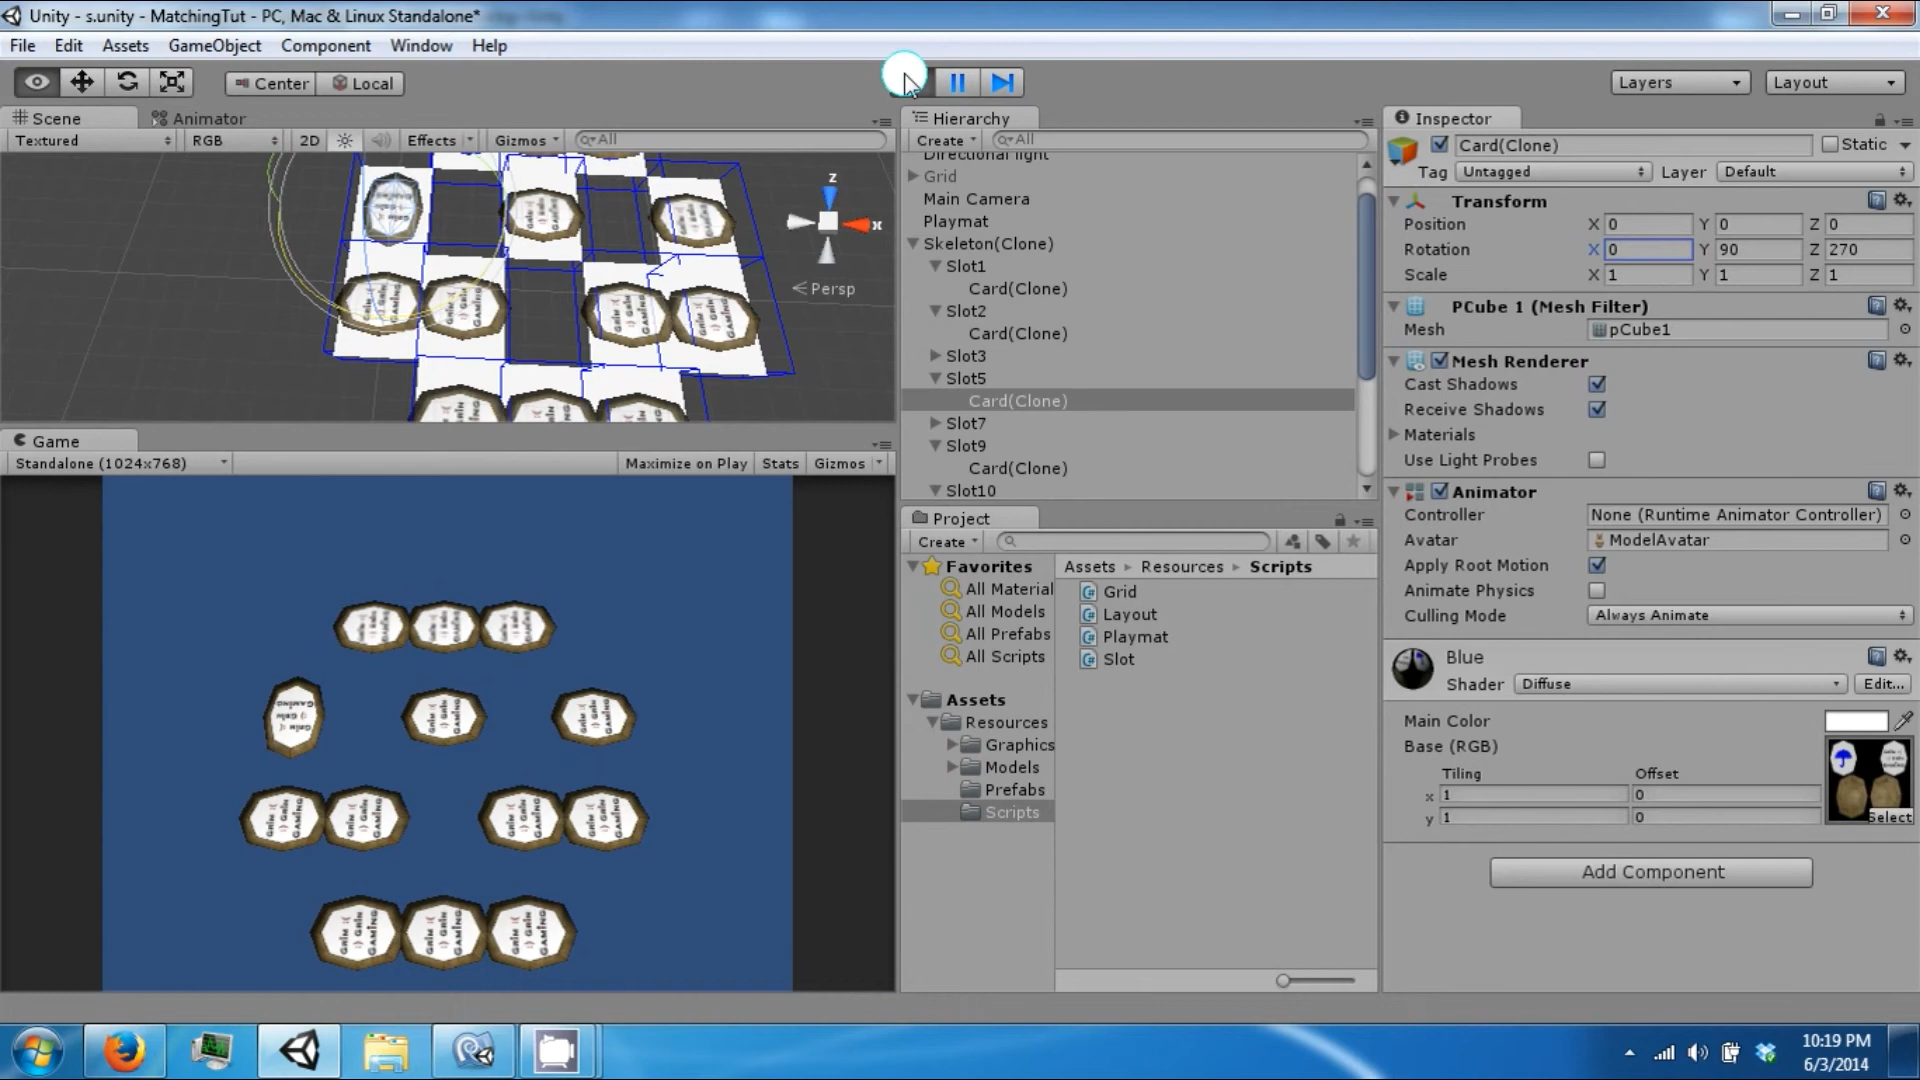 Unity - s.unity - MatchingTut - PC, Mac & Linux Standalone*
File Edit Assets GameObject Component Window Help
Center Local
Layers Layout
Scene Animator
Textured RGB 2D Effects Gizmos All
z
x
Persp
Game
Standalone (1024x768) Maximize on Play Stats Gizmos
GAMING
Hierarchy
Create All
Directional light
Grid
Main Camera
Playmat
Skeleton(Clone)
Slot1
Card(Clone)
Slot2
Card(Clone)
Slot3
Slot5
Card(Clone)
Slot7
Slot9
Card(Clone)
Slot10
Project
Create
Favorites
All Material
All Models
All Prefabs
All Scripts
Assets
Resources
Graphics
Models
Prefabs
Scripts
Assets Resources Scripts
Grid
Layout
Playmat
Slot
Inspector
Card(Clone) Static
Tag Untagged Layer Default
Transform
Position X 0 Y 0 Z 0
Rotation X 0 Y 90 Z 270
Scale X 1 Y 1 Z 1
PCube 1 (Mesh Filter)
Mesh pCube1
Mesh Renderer
Cast Shadows
Receive Shadows
Materials
Use Light Probes
Animator
Controller None (Runtime Animator Controller)
Avatar ModelAvatar
Apply Root Motion
Animate Physics
Culling Mode Always Animate
Blue
Shader Diffuse Edit...
Main Color
Base (RGB)
Tiling Offset
x 1 0
y 1 0
Select
Add Component
10:19 PM
6/3/2014